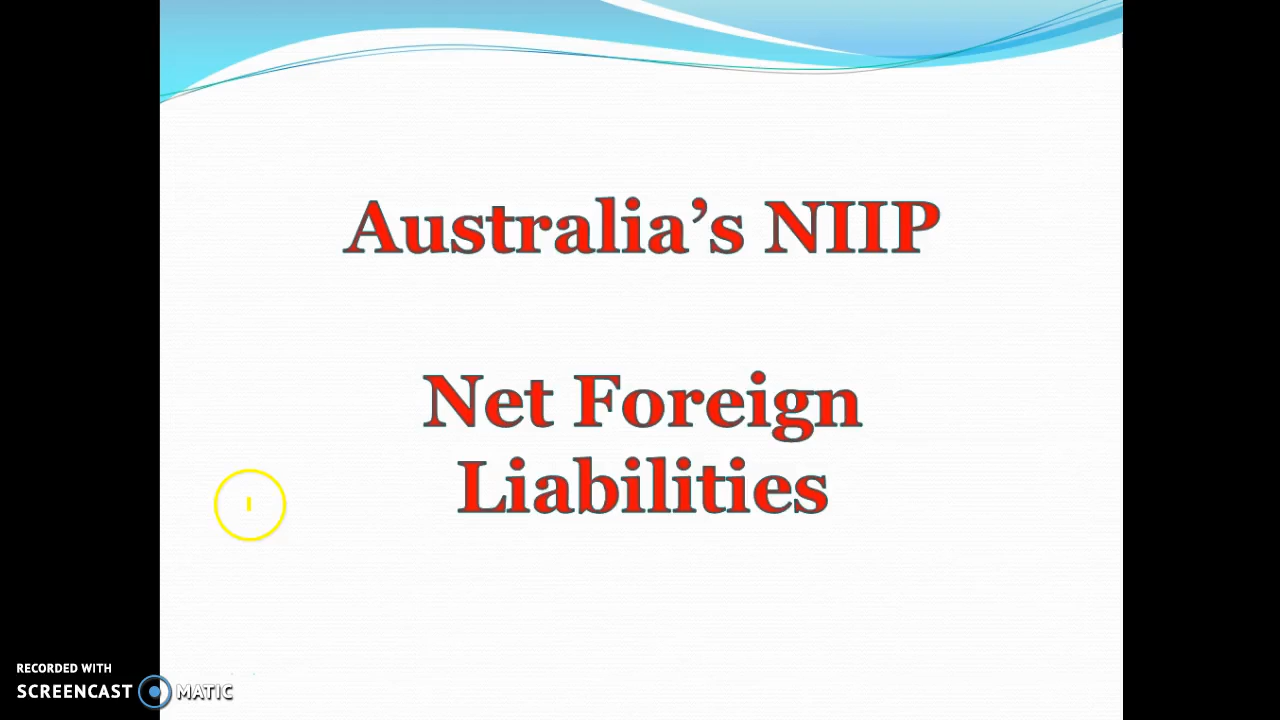 Australia’s NIIP
Net Foreign
Liabilities
RECORDED WITH
SCREENCAST MATIC